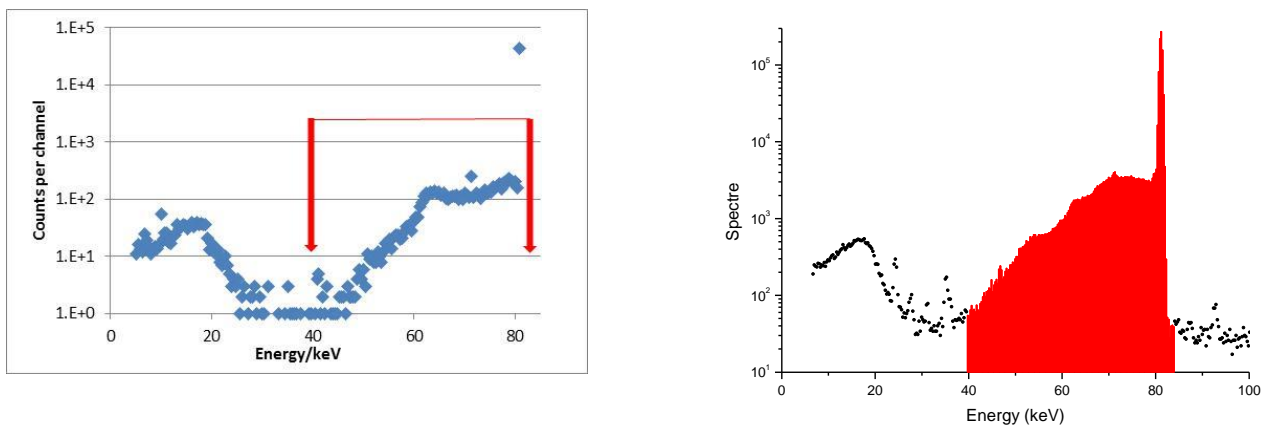 1.E+5
1.E+4
1.E+3
1.E+2
1.E+1
1.E+0
Counts per channel
0 20 40 60 80
Energy/keV
10^5
10^4
10^3
10^2
10^1
Spectre
0 20 40 60 80 100
Energy (keV)